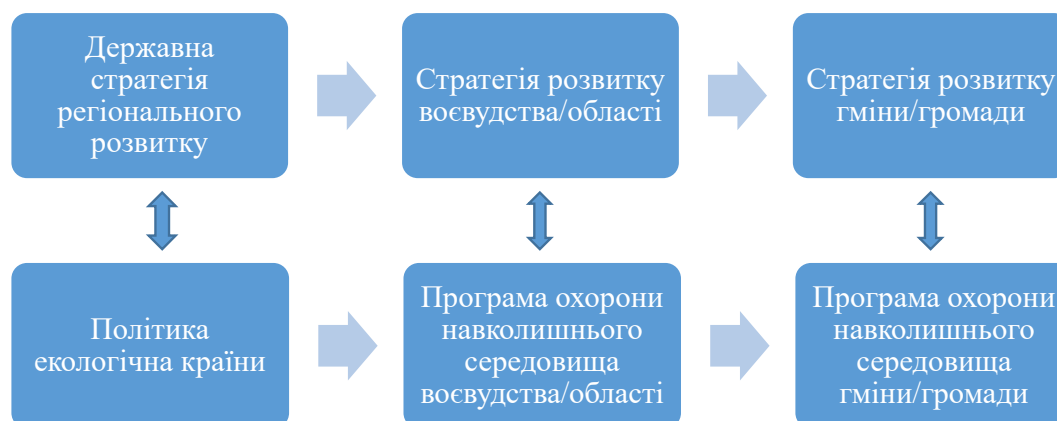 Державна
стратегія
регіонального
розвитку
Стратегія розвитку
воєвудства/області
Стратегія розвитку
гміни/громади
Політика
екологічна країни
Програма охорони
навколишнього
середовища
воєвудства/області
Програма охорони
навколишнього
середовища
гміни/громади